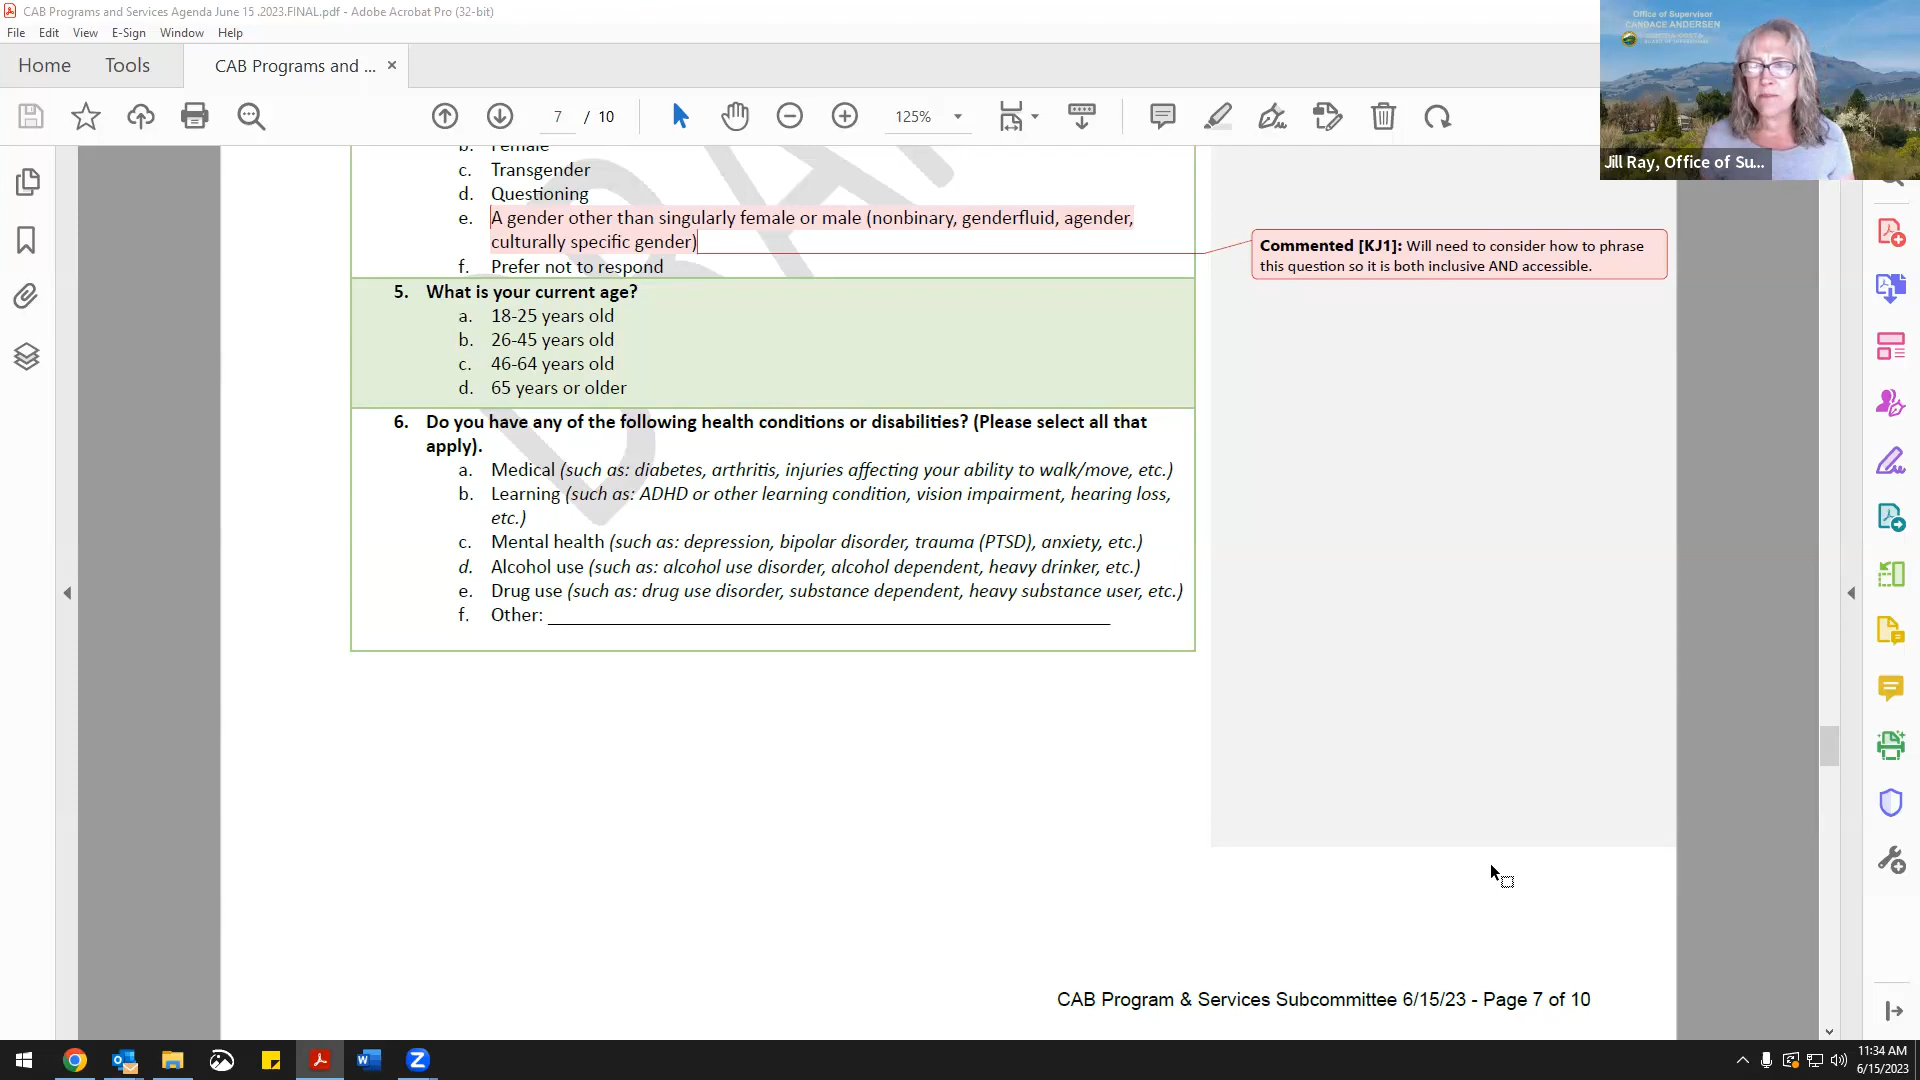 CAB Programs and Services Agenda June 15 .2023.FINAL.pdf - Adobe Acrobat Pro (32-bit)
File Edit View E-Sign Window Help
Home Tools CAB Programs and ... ×
7 / 10 125%
Office of Supervisor
CANDACE ANDERSEN
Jill Ray, Office of Su...
b. Female
c. Transgender
d. Questioning
e. A gender other than singularly female or male (nonbinary, genderfluid, agender,
culturally specific gender)
f. Prefer not to respond
Commented [KJ1]: Will need to consider how to phrase
this question so it is both inclusive AND accessible.
5. What is your current age?
a. 18-25 years old
b. 26-45 years old
c. 46-64 years old
d. 65 years or older
6. Do you have any of the following health conditions or disabilities? (Please select all that
apply).
a. Medical (such as: diabetes, arthritis, injuries affecting your ability to walk/move, etc.)
b. Learning (such as: ADHD or other learning condition, vision impairment, hearing loss,
etc.)
c. Mental health (such as: depression, bipolar disorder, trauma (PTSD), anxiety, etc.)
d. Alcohol use (such as: alcohol use disorder, alcohol dependent, heavy drinker, etc.)
e. Drug use (such as: drug use disorder, substance dependent, heavy substance user, etc.)
f. Other:
CAB Program & Services Subcommittee 6/15/23 - Page 7 of 10
11:34 AM
6/15/2023